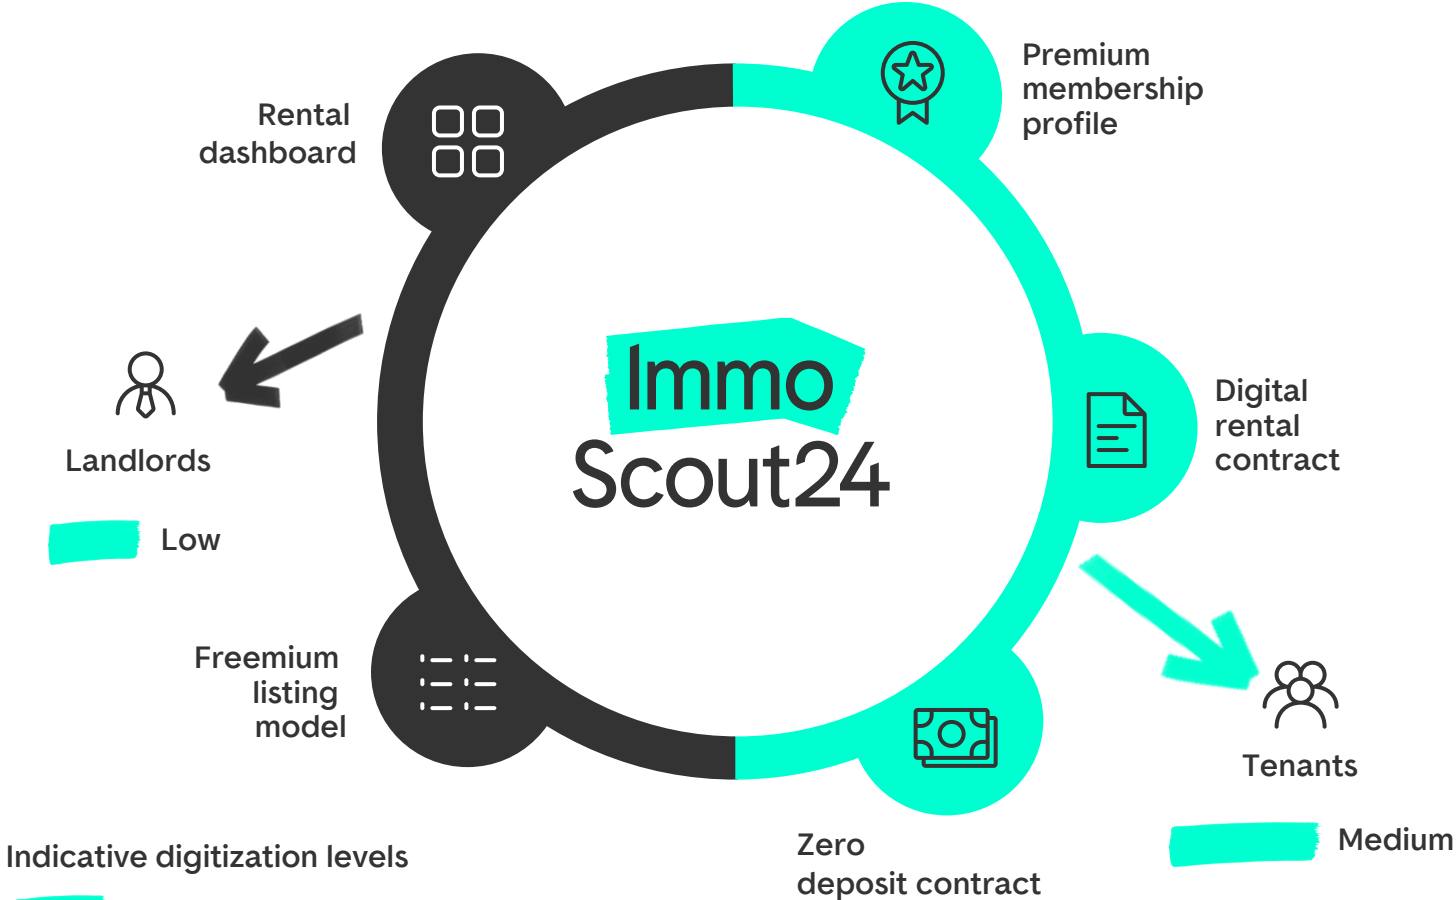 Premium
membership
profile
Rental
dashboard
Immo
Scout24
Digital
rental
contract
Landlords
Low
Freemium
listing
model
Tenants
Medium
Zero
deposit contract
Indicative digitization levels